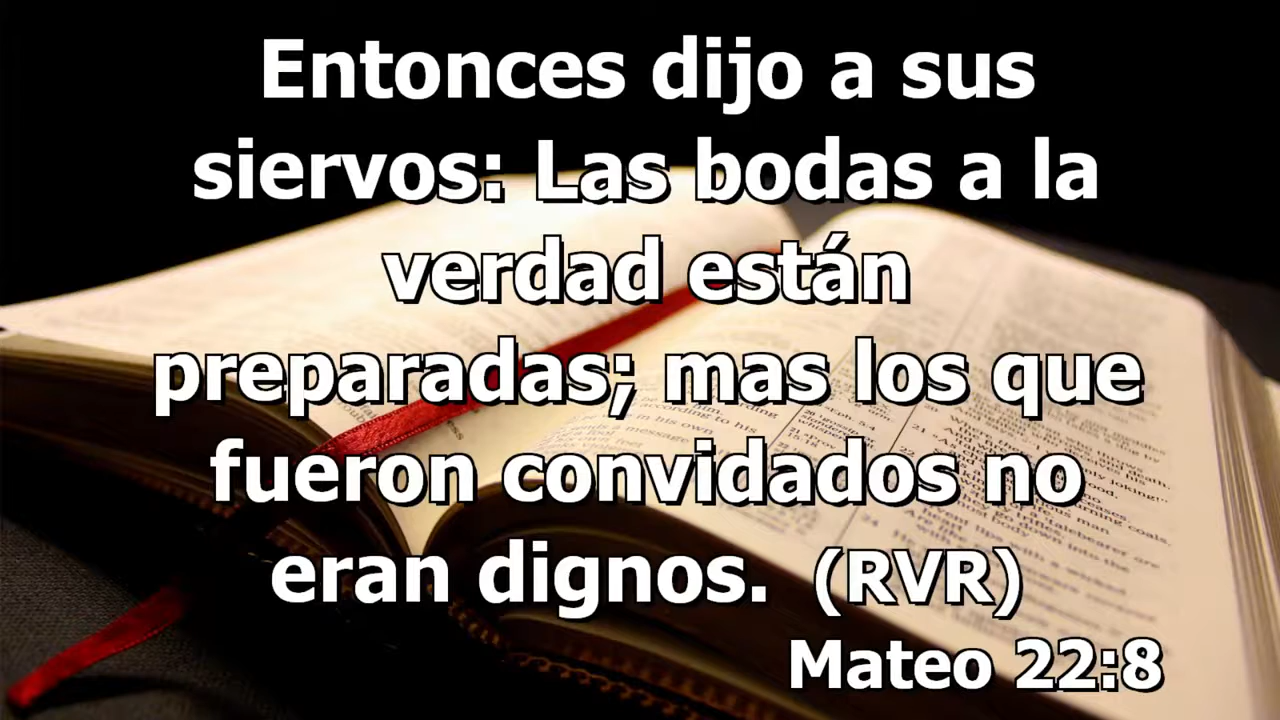 Entonces dijo a sus
siervos: Las bodas a la
verdad están
preparadas; mas los que
fueron convidados no
eran dignos. (RVR)
Mateo 22:8